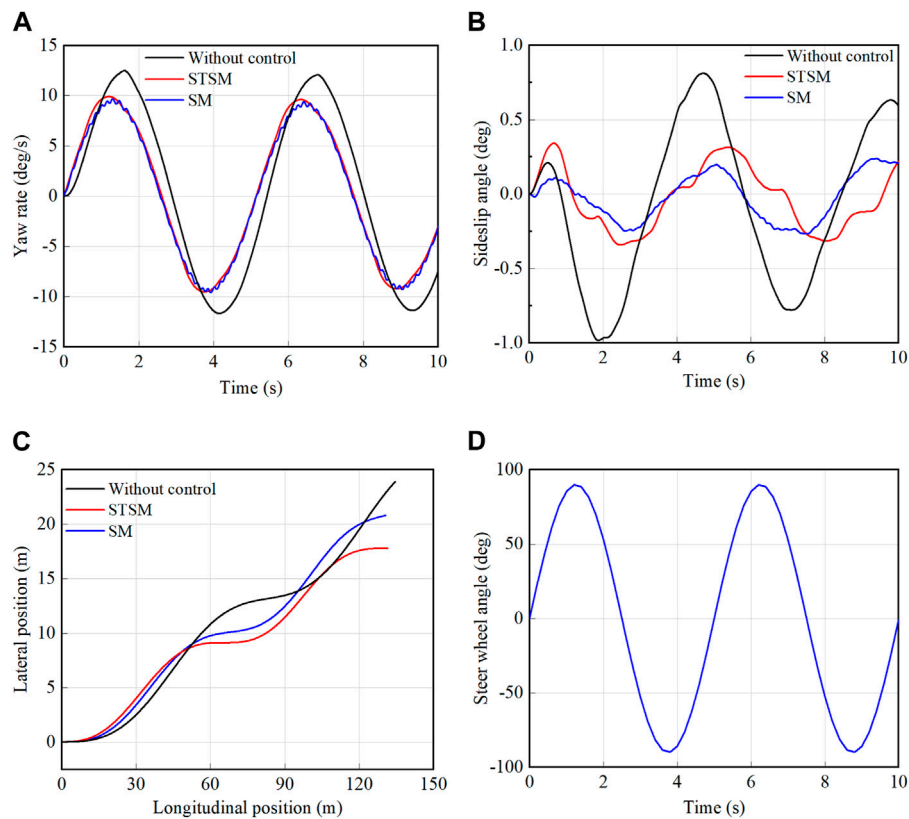 A
Yaw rate (deg/s)
15
10
5
0
-5
-10
-15
Without control
STSM
SM
0 2 4 6 8 10
Time (s)
B
Sideslip angle (deg)
1.0
0.5
0.0
-0.5
-1.0
Without control
STSM
SM
0 2 4 6 8 10
Time (s)
C
Lateral position (m)
25
20
15
10
5
0
Without control
STSM
SM
0 30 60 90 120 150
Longitudinal position (m)
D
Steer wheel angle (deg)
100
50
0
-50
-100
0 2 4 6 8 10
Time (s)